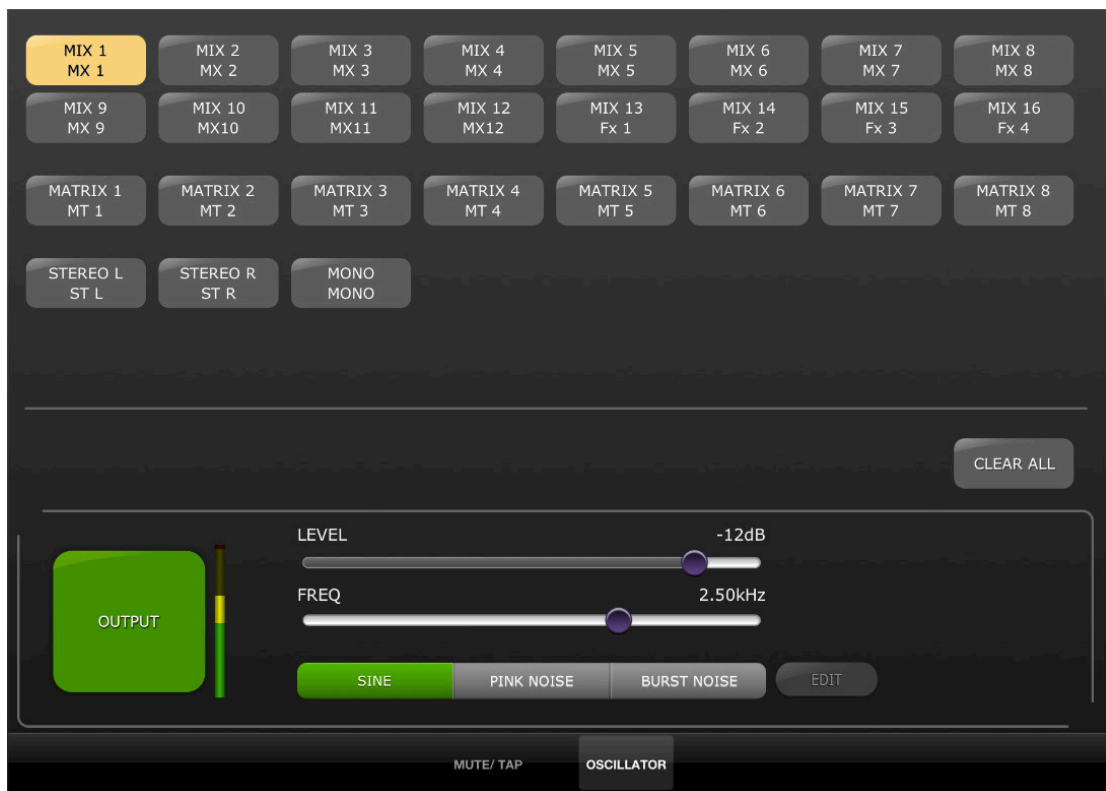 MIX 1 MIX 2 MIX 3 MIX 4 MIX 5 MIX 6 MIX 7 MIX 8
MX 1 MX 2 MX 3 MX 4 MX 5 MX 6 MX 7 MX 8
MIX 9 MIX 10 MIX 11 MIX 12 MIX 13 MIX 14 MIX 15 MIX 16
MX 9 MX10 MX11 MX12 Fx 1 Fx 2 Fx 3 Fx 4
MATRIX 1 MATRIX 2 MATRIX 3 MATRIX 4 MATRIX 5 MATRIX 6 MATRIX 7 MATRIX 8
MT 1 MT 2 MT 3 MT 4 MT 5 MT 6 MT 7 MT 8
STEREO L STEREO R MONO
ST L ST R MONO
CLEAR ALL
LEVEL -12dB
FREQ 2.50kHz
OUTPUT
SINE PINK NOISE BURST NOISE EDIT
MUTE/ TAP OSCILLATOR